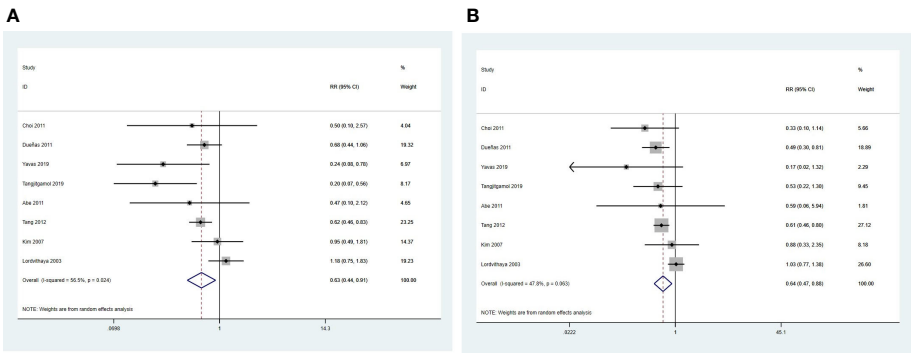 A
Study %
ID RR (95% CI) Weight
Choi 2011 0.50 (0.10, 2.57) 4.04
Dueñas 2011 0.68 (0.44, 1.06) 19.32
Yavas 2019 0.24 (0.08, 0.78) 6.97
Tangjitgamol 2019 0.20 (0.07, 0.56) 8.17
Abe 2011 0.47 (0.10, 2.12) 4.65
Tang 2012 0.62 (0.46, 0.83) 23.25
Kim 2007 0.95 (0.49, 1.81) 14.37
Lordvithaya 2003 1.18 (0.75, 1.83) 19.23
Overall (I-squared = 56.5%, p = 0.024) 0.63 (0.44, 0.91) 100.00
NOTE: Weights are from random effects analysis
.0698 1 14.3
B
Study %
ID RR (95% CI) Weight
Choi 2011 0.33 (0.10, 1.14) 5.66
Dueñas 2011 0.49 (0.30, 0.81) 18.89
Yavas 2019 0.17 (0.02, 1.32) 2.29
Tangjitgamol 2019 0.53 (0.22, 1.30) 9.45
Abe 2011 0.59 (0.06, 5.94) 1.81
Tang 2012 0.61 (0.46, 0.80) 27.12
Kim 2007 0.88 (0.33, 2.35) 8.18
Lordvithaya 2003 1.03 (0.77, 1.38) 26.60
Overall (I-squared = 47.8%, p = 0.063) 0.64 (0.47, 0.88) 100.00
NOTE: Weights are from random effects analysis
.0222 1 45.1